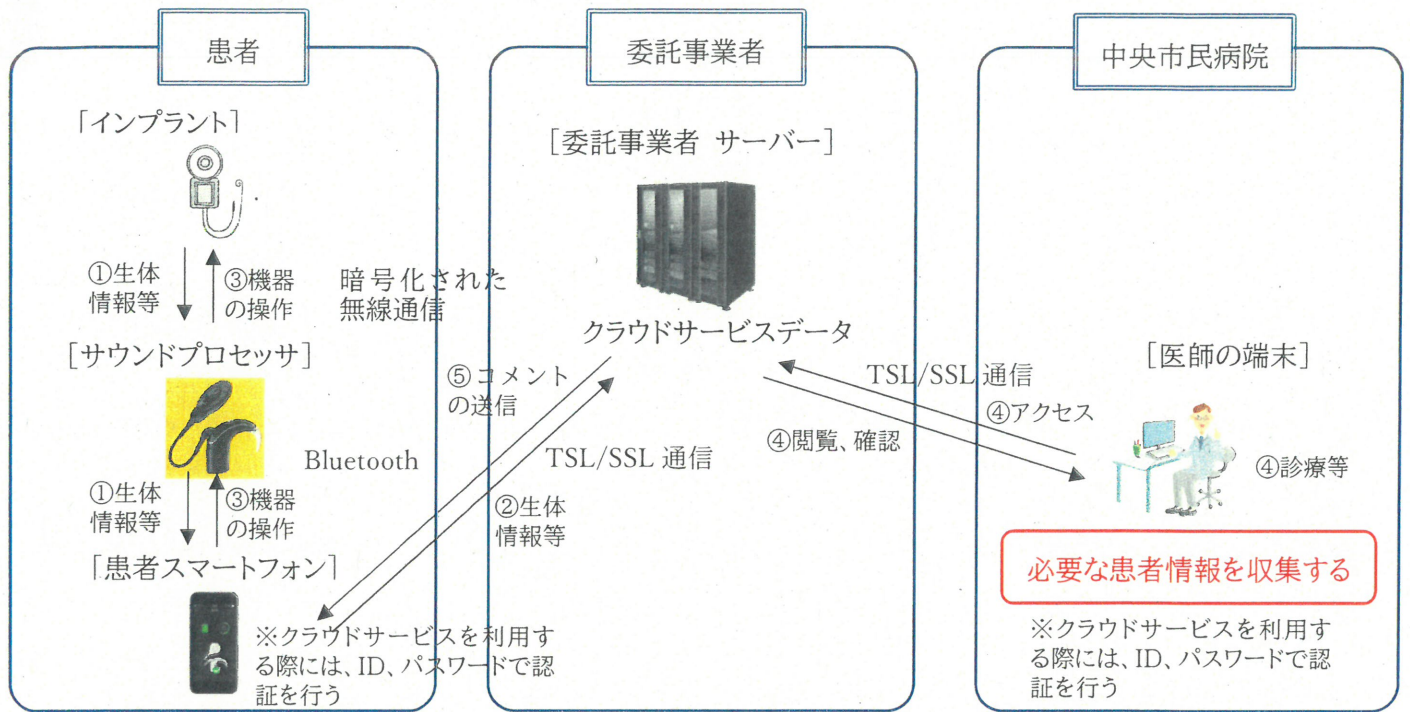 患者
「インプラント]
①生体
情報等
③機器
の操作
暗号化された
無線通信
[サウンドプロセッサ]
Bluetooth
①生体
情報等
③機器
の操作
[患者スマートフォン]
※クラウドサービスを利用す
る際には、ID、パスワードで認
証を行う
委託事業者
[委託事業者 サーバー]
クラウドサービスデータ
⑤コメント
の送信
TSL/SSL 通信
②生体
情報等
TSL/SSL 通信
④アクセス
④閲覧、確認
中央市民病院
[医師の端末]
④診療等
必要な患者情報を収集する
※クラウドサービスを利用す
る際には、ID、パスワードで認
証を行う